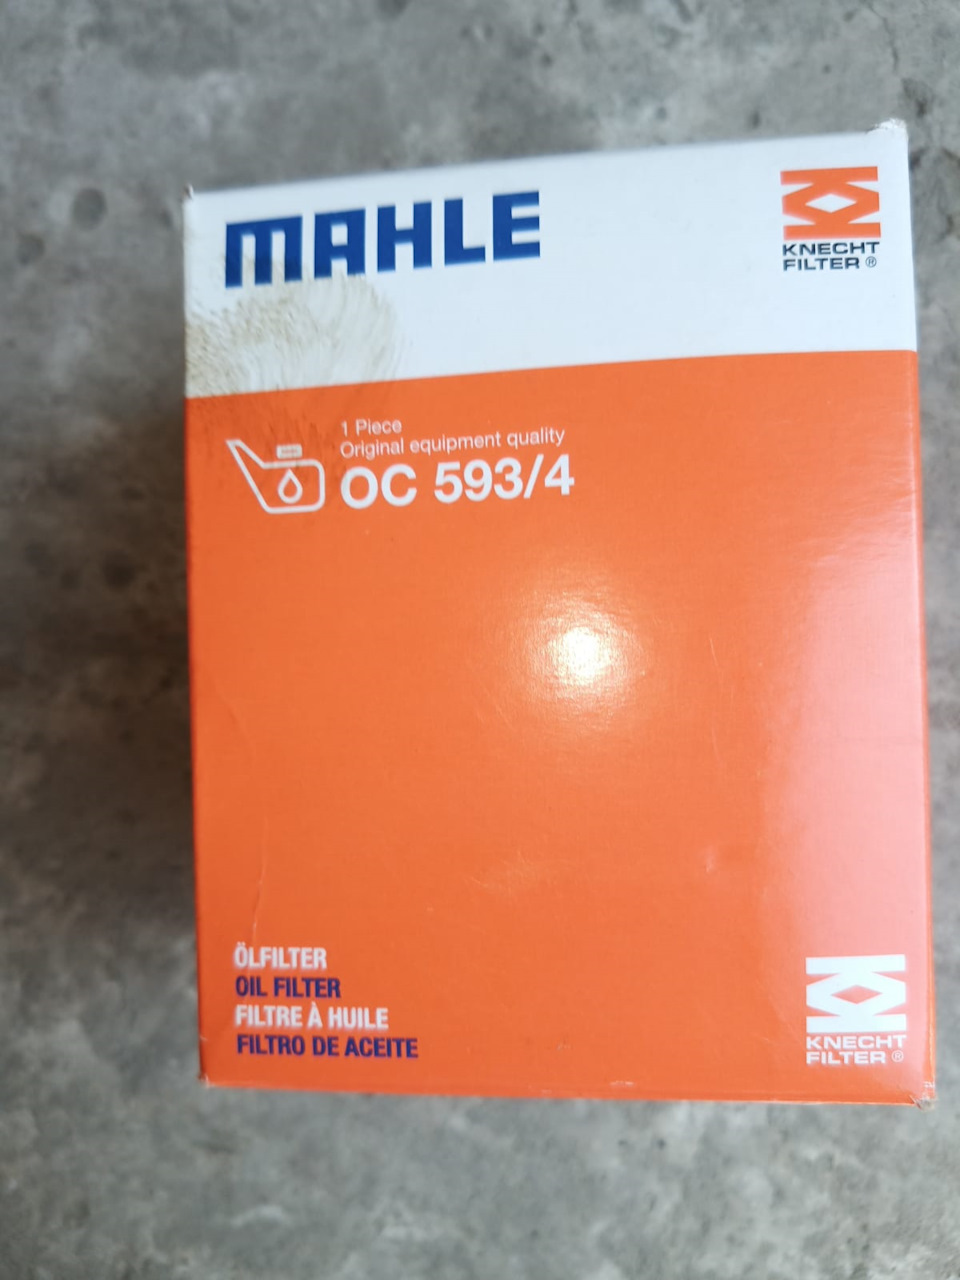 MAHLE
KNECHT
FILTER®
1 Piece
Original equipment quality
OC 593/4
ÖLFILTER
OIL FILTER
FILTRE À HUILE
FILTRO DE ACEITE
KNECHT
FILTER®